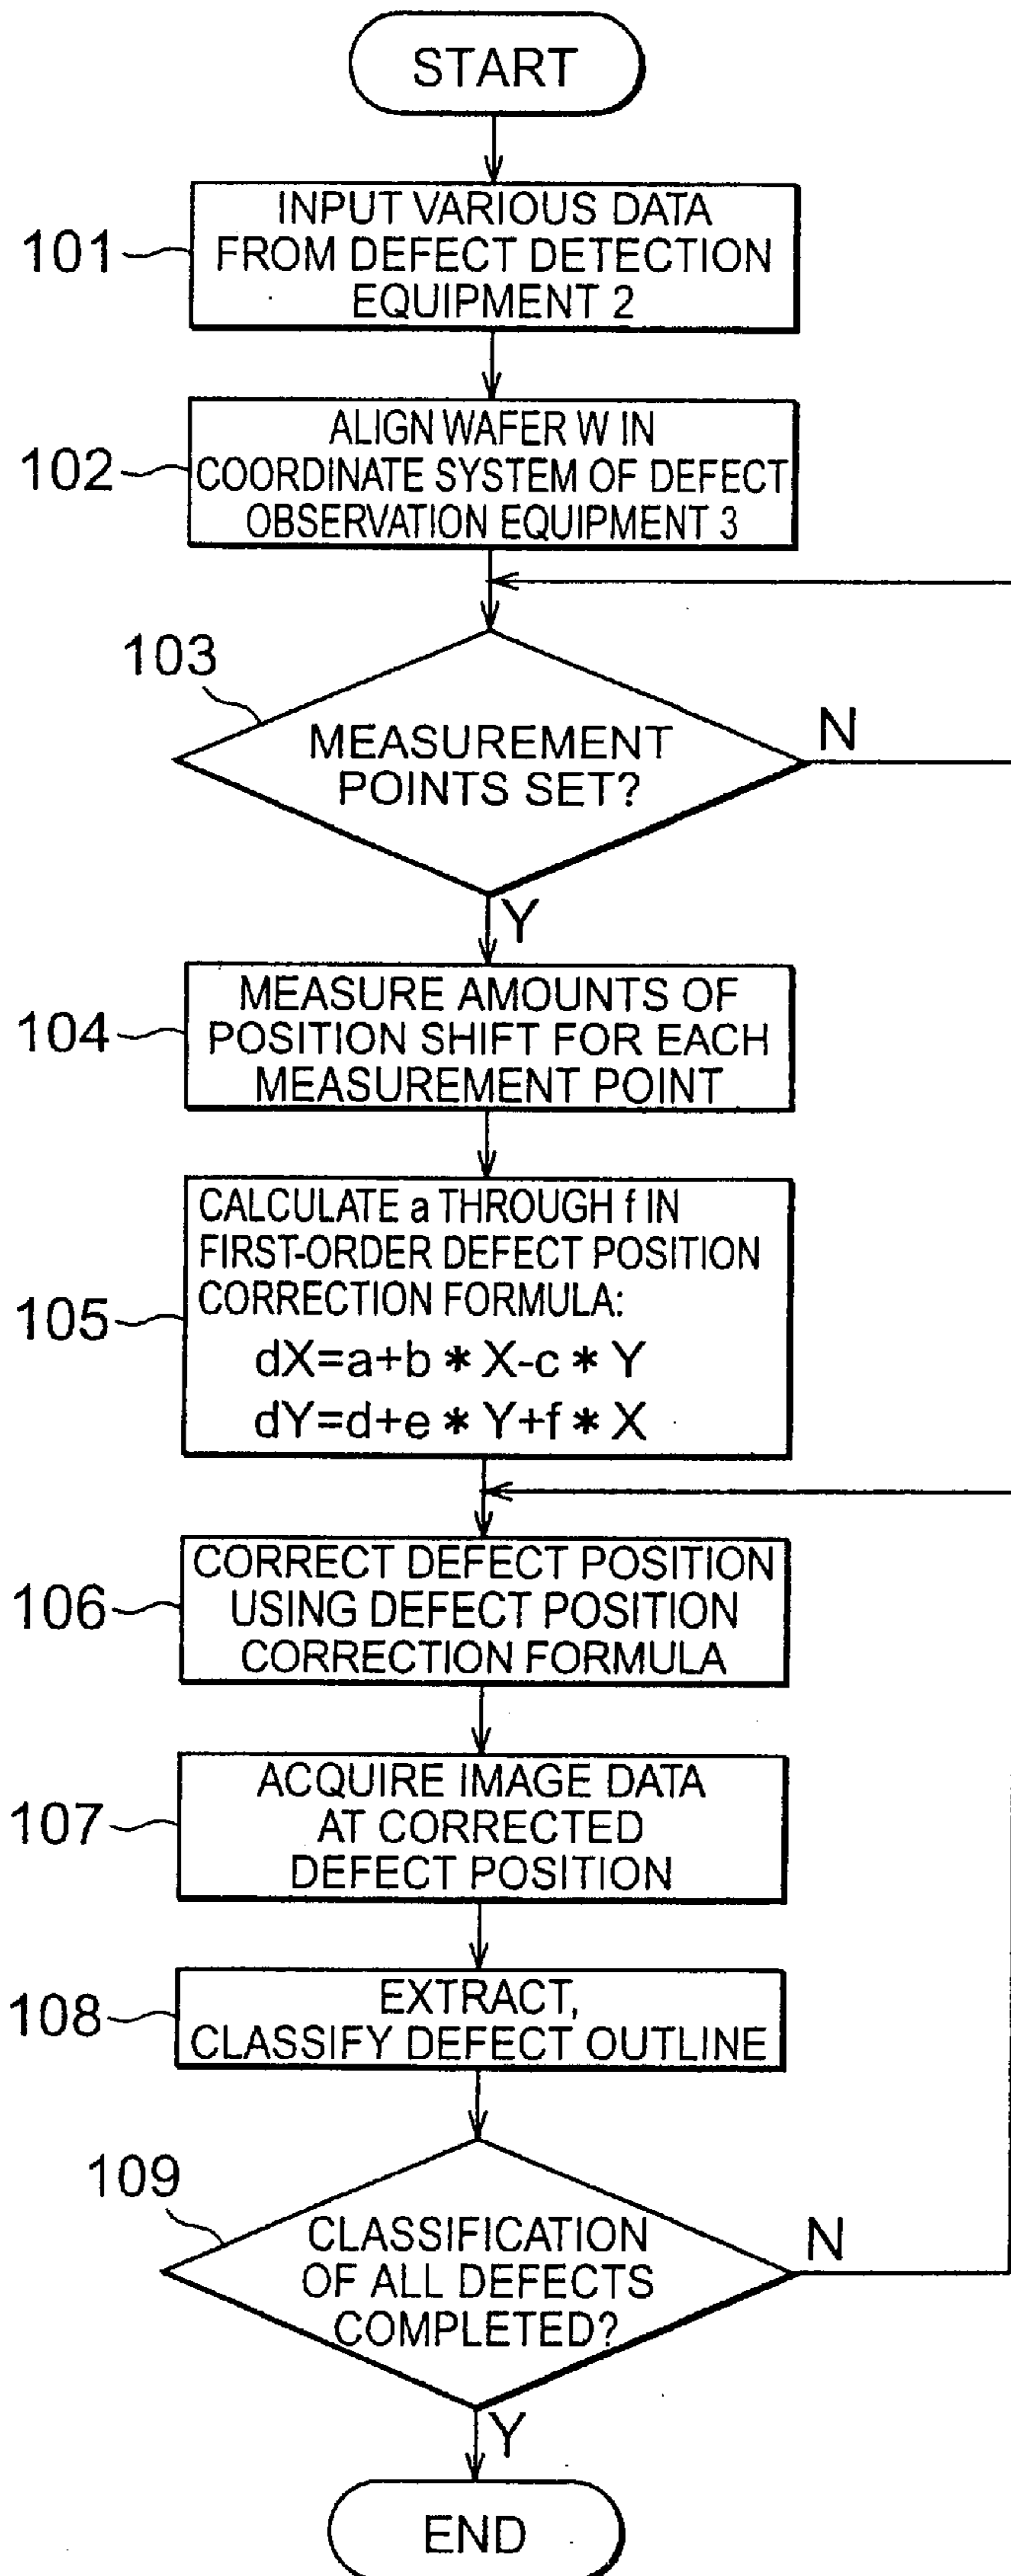 START
101
INPUT VARIOUS DATA
FROM DEFECT DETECTION
EQUIPMENT 2
102
ALIGN WAFER W IN
COORDINATE SYSTEM OF DEFECT
OBSERVATION EQUIPMENT 3
103
MEASUREMENT
POINTS SET?
N
Y
104
MEASURE AMOUNTS OF
POSITION SHIFT FOR EACH
MEASUREMENT POINT
105
CALCULATE a THROUGH f IN
FIRST-ORDER DEFECT POSITION
CORRECTION FORMULA:
dX=a+b * X-c * Y
dY=d+e * Y+f * X
106
CORRECT DEFECT POSITION
USING DEFECT POSITION
CORRECTION FORMULA
107
ACQUIRE IMAGE DATA
AT CORRECTED
DEFECT POSITION
108
EXTRACT,
CLASSIFY DEFECT OUTLINE
109
CLASSIFICATION
OF ALL DEFECTS
COMPLETED?
N
Y
END